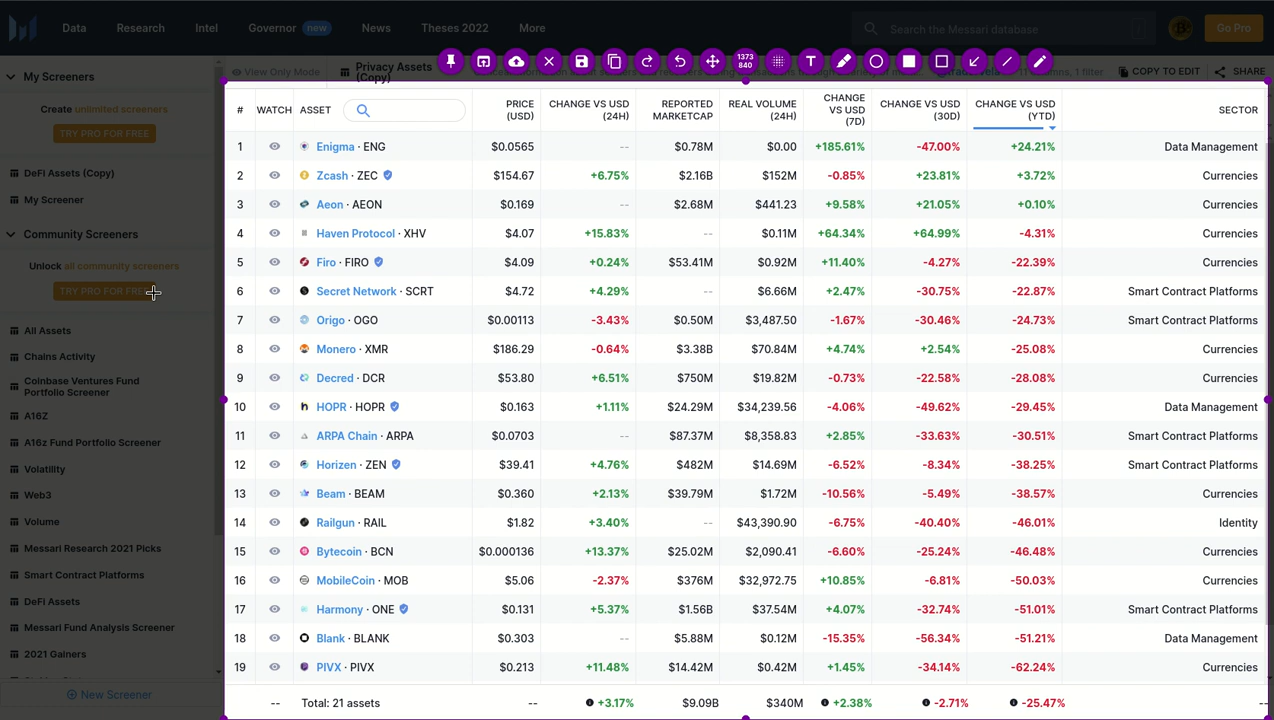 Data Research Intel Governor new News Theses 2022 More Search the Messari database Go Pro
My Screeners
Create unlimited screeners
TRY PRO FOR FREE
DeFI Assets (Copy)
My Screener
Community Screeners
Unlock all community screeners
TRY PRO FOR FREE
All Assets
Chains Activity
Coinbase Ventures Fund
Portfolio Screener
A16Z
A16z Fund Portfolio Screener
Volatility
Web3
Volume
Messari Research 2021 Picks
Smart Contract Platforms
DeFi Assets
Messari Fund Analysis Screener
2021 Gainers
New Screener
View Only Mode
Privacy Assets
(Copy)
1 filter
COPY TO EDIT
SHARE
1373
840
T
# WATCH ASSET PRICE (USD) CHANGE VS USD (24H) REPORTED MARKETCAP REAL VOLUME (24H) CHANGE VS USD (7D) CHANGE VS USD (30D) CHANGE VS USD (YTD) SECTOR
1 Enigma · ENG $0.0565 -- $0.78M $0.00 +185.61% -47.00% +24.21% Data Management
2 Zcash · ZEC $154.67 +6.75% $2.16B $152M -0.85% +23.81% +3.72% Currencies
3 Aeon · AEON $0.169 -- $2.68M $441.23 +9.58% +21.05% +0.10% Currencies
4 Haven Protocol · XHV $4.07 +15.83% -- $0.11M +64.34% +64.99% -4.31% Currencies
5 Firo · FIRO $4.09 +0.24% $53.41M $0.92M +11.40% -4.27% -22.39% Currencies
6 Secret Network · SCRT $4.72 +4.29% -- $6.66M +2.47% -30.75% -22.87% Smart Contract Platforms
7 Origo · OGO $0.00113 -3.43% $0.50M $3,487.50 -1.67% -30.46% -24.73% Smart Contract Platforms
8 Monero · XMR $186.29 -0.64% $3.38B $70.84M +4.74% +2.54% -25.08% Currencies
9 Decred · DCR $53.80 +6.51% $750M $19.82M -0.73% -22.58% -28.08% Currencies
10 HOPR · HOPR $0.163 +1.11% $24.29M $34,239.56 -4.06% -49.62% -29.45% Data Management
11 ARPA Chain · ARPA $0.0703 -- $87.37M $8,358.83 +2.85% -33.63% -30.51% Smart Contract Platforms
12 Horizen · ZEN $39.41 +4.76% $482M $14.69M -6.52% -8.34% -38.25% Smart Contract Platforms
13 Beam · BEAM $0.360 +2.13% $39.79M $1.72M -10.56% -5.49% -38.57% Currencies
14 Railgun · RAIL $1.82 +3.40% -- $43,390.90 -6.75% -40.40% -46.01% Identity
15 Bytecoin · BCN $0.000136 +13.37% $25.02M $2,090.41 -6.60% -25.24% -46.48% Currencies
16 MobileCoin · MOB $5.06 -2.37% $376M $32,972.75 +10.85% -6.81% -50.03% Currencies
17 Harmony · ONE $0.131 +5.37% $1.56B $37.54M +4.07% -32.74% -51.01% Smart Contract Platforms
18 Blank · BLANK $0.303 -- $5.88M $0.12M -15.35% -56.34% -51.21% Data Management
19 PIVX · PIVX $0.213 +11.48% $14.42M $0.42M +1.45% -34.14% -62.24% Currencies
-- Total: 21 assets -- +3.17% $9.09B $340M +2.38% -2.71% -25.47% --